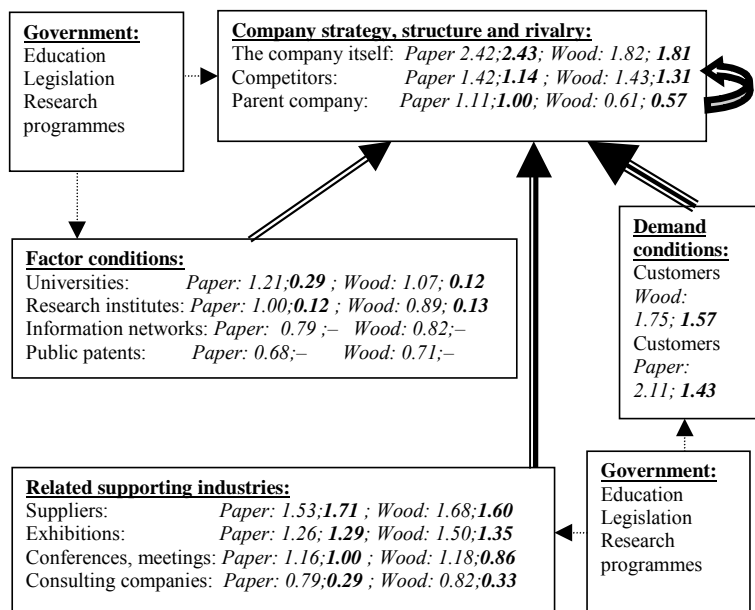 Government:
Education
Legislation
Research
programmes
Company strategy, structure and rivalry:
The company itself: Paper 2.42;2.43; Wood: 1.82; 1.81
Competitors: Paper 1.42;1.14 ; Wood: 1.43;1.31
Parent company: Paper 1.11;1.00; Wood: 0.61; 0.57
Factor conditions:
Universities: Paper: 1.21;0.29 ; Wood: 1.07; 0.12
Research institutes: Paper: 1.00;0.12 ; Wood: 0.89; 0.13
Information networks: Paper: 0.79 ;– Wood: 0.82;–
Public patents: Paper: 0.68;– Wood: 0.71;–
Demand
conditions:
Customers
Wood:
1.75; 1.57
Customers
Paper:
2.11; 1.43
Related supporting industries:
Suppliers: Paper: 1.53;1.71 ; Wood: 1.68;1.60
Exhibitions: Paper: 1.26; 1.29; Wood: 1.50;1.35
Conferences, meetings: Paper: 1.16;1.00 ; Wood: 1.18;0.86
Consulting companies: Paper: 0.79;0.29 ; Wood: 0.82;0.33
Government:
Education
Legislation
Research
programmes